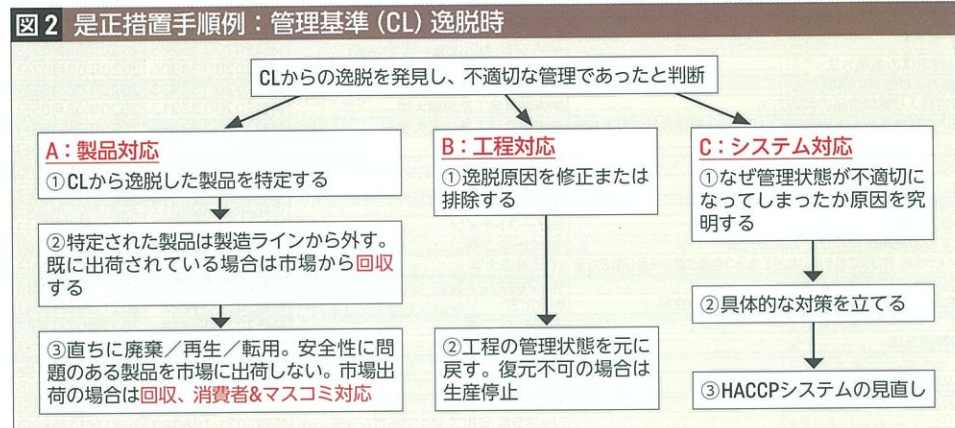 図2 是正措置手順例：管理基準（CL）逸脱時
CLからの逸脱を発見し、不適切な管理であったと判断
A：製品対応
①CLから逸脱した製品を特定する
②特定された製品は製造ラインから外す。
既に出荷されている場合は市場から回収
する
③直ちに廃棄／再生／転用。安全性に問
題のある製品を市場に出荷しない。市場出
荷の場合は回収、消費者&マスコミ対応
B：工程対応
①逸脱原因を修正または
排除する
②工程の管理状態を元に
戻す。復元不可の場合は
生産停止
C：システム対応
①なぜ管理状態が不適切に
なってしまったか原因を究
明する
②具体的な対策を立てる
③HACCPシステムの見直し